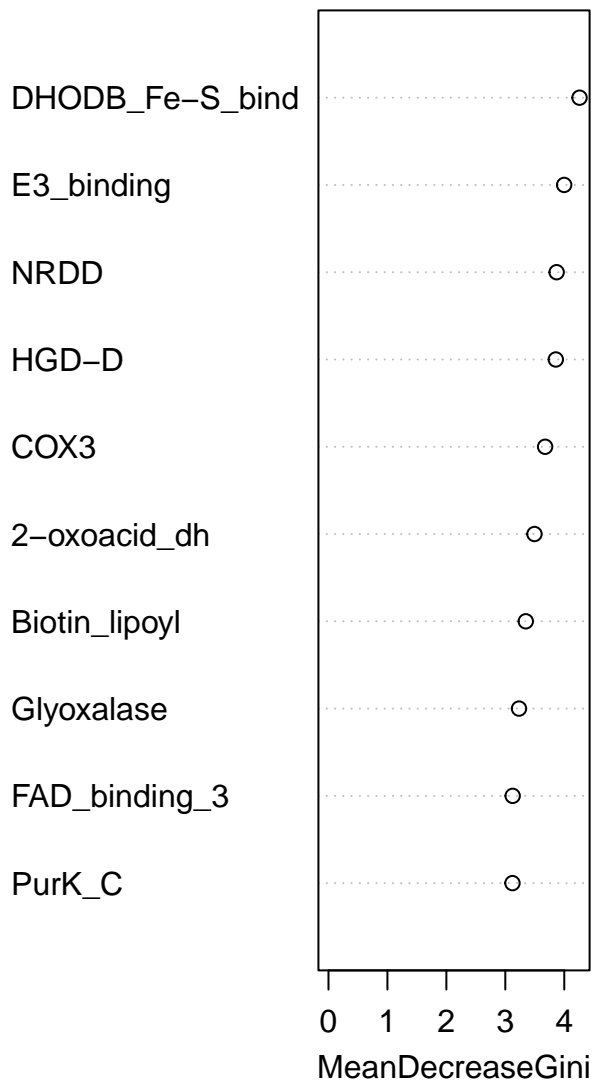 DHODB_Fe−S_bind
E3_binding
NRDD
HGD−D
COX3
2−oxoacid_dh
Biotin_lipoyl
Glyoxalase
FAD_binding_3
PurK_C
0 1 2 3 4
MeanDecreaseGini